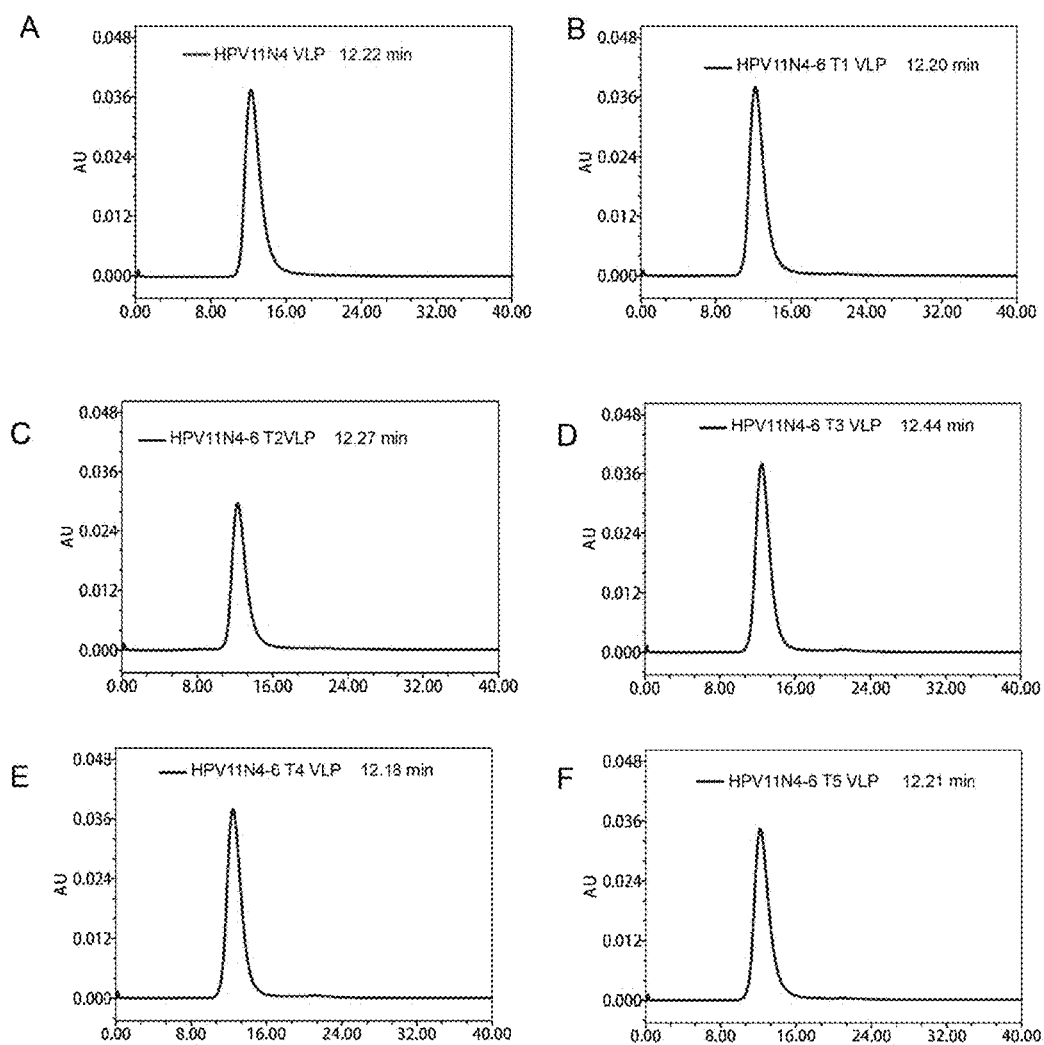 A
B
0.048
HPV11N4 VLP 12.22 min
0.036
AU
0.024
0.012
0.000
0.00 8.00 16.00 24.00 32.00 40.00
0.048
HPV11N4-6 T1 VLP 12.20 min
0.036
AU
0.024
0.012
0.000
0.00 8.00 16.00 24.00 32.00 40.00
C
D
0.048
HPV11N4-6 T2VLP 12.27 min
0.036
AU
0.024
0.012
0.000
0.00 8.00 16.00 24.00 32.00 40.00
0.048
HPV11N4-6 T3 VLP 12.44 min
0.036
AU
0.024
0.012
0.000
0.00 8.00 16.00 24.00 32.00 40.00
E
F
0.048
HPV11N4-6 T4 VLP 12.18 min
0.036
AU
0.024
0.012
0.000
0.00 8.00 16.00 24.00 32.00 40.00
0.048
HPV11N4-6 T5 VLP 12.21 min
0.036
AU
0.024
0.012
0.000
0.00 8.00 16.00 24.00 32.00 40.00